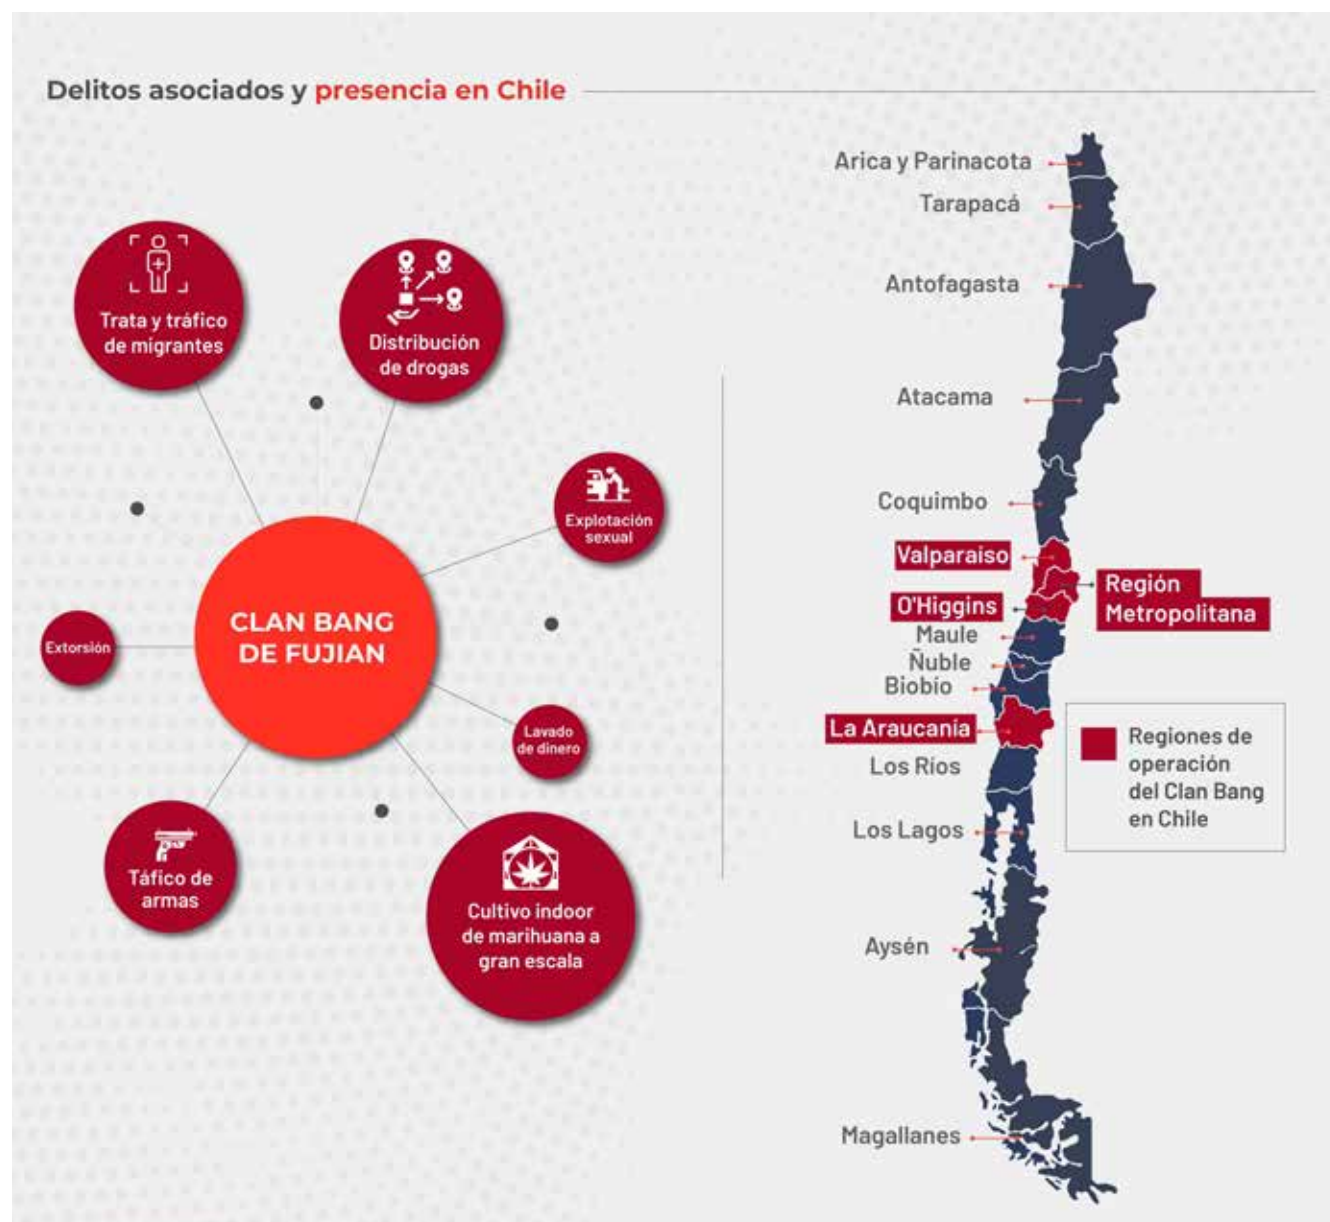 Delitos asociados y presencia en Chile
Trata y tráfico
de migrantes
Distribución
de drogas
Explotación
sexual
CLAN BANG
DE FUJIAN
Extorsión
Lavado
de dinero
Táfico de
armas
Cultivo indoor
de marihuana a
gran escala
Arica y Parinacota
Tarapacá
Antofagasta
Atacama
Coquimbo
Valparaiso
Región
Metropolitana
O'Higgins
Maule
Ñuble
Biobío
La Araucanía
Los Ríos
Los Lagos
Aysén
Magallanes
Regiones de
operación
del Clan Bang
en Chile